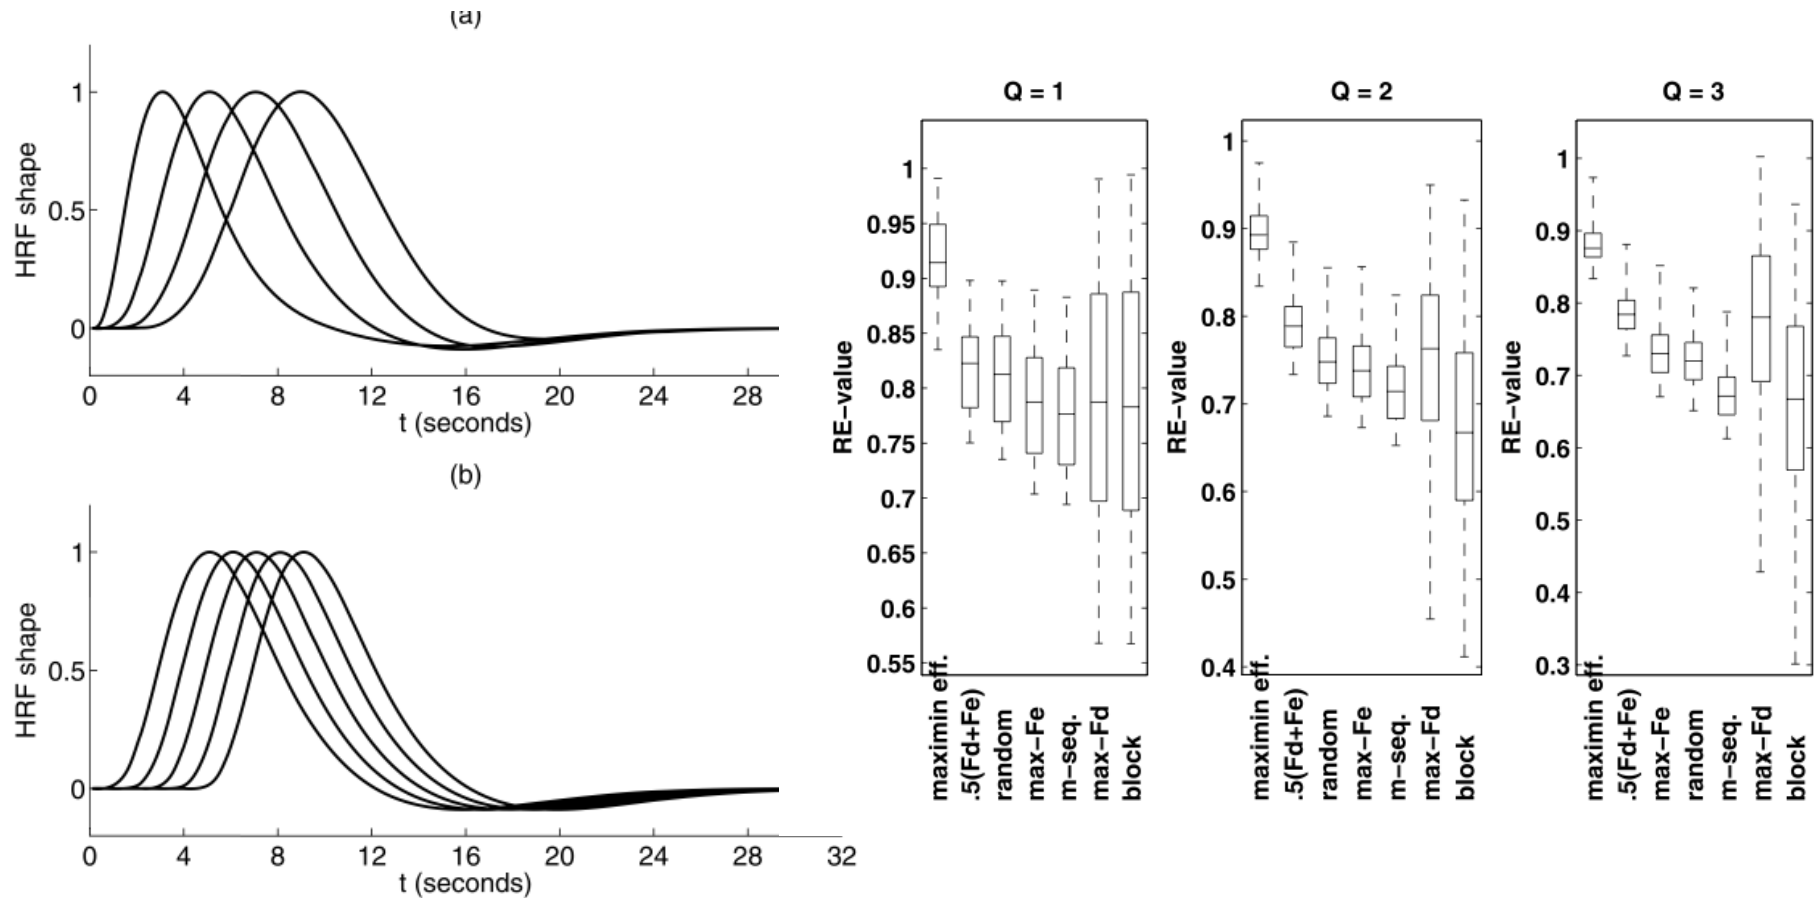 (a)
1
0.5
0
HRF shape
0 4 8 12 16 20 24 28
t (seconds)
(b)
1
0.5
0
HRF shape
0 4 8 12 16 20 24 28 32
t (seconds)
Q = 1
1
0.95
0.9
0.85
0.8
0.75
0.7
0.65
0.6
0.55
RE−value
maximin eff.
.5(Fd+Fe)
random
max−Fe
m−seq.
max−Fd
block
Q = 2
1
0.9
0.8
0.7
0.6
0.5
0.4
RE−value
maximin eff.
.5(Fd+Fe)
random
max−Fe
m−seq.
max−Fd
block
Q = 3
1
0.9
0.8
0.7
0.6
0.5
0.4
0.3
RE−value
maximin eff.
.5(Fd+Fe)
max−Fe
random
m−seq.
max−Fd
block